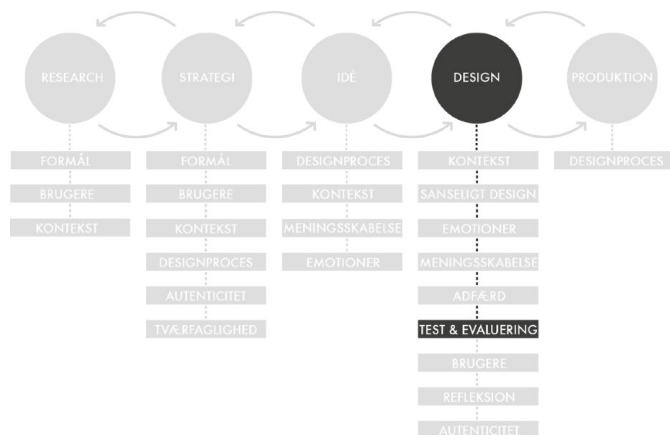 RESEARCH
STRATEGI
IDÉ
DESIGN
PRODUKTION
FORMÅL
BRUGERE
KONTEKST
FORMÅL
BRUGERE
KONTEKST
DESIGNPROCES
AUTENTICITET
TVÆRFAGLIGHED
DESIGNPROCES
KONTEKST
MENINGSSKABELSE
EMOTIONER
KONTEKST
SANSELIGT DESIGN
EMOTIONER
MENINGSSKABELSE
ADFÆRD
TEST & EVALUERING
BRUGERE
REFLEKSION
AUTENTICITET
DESIGNPROCES